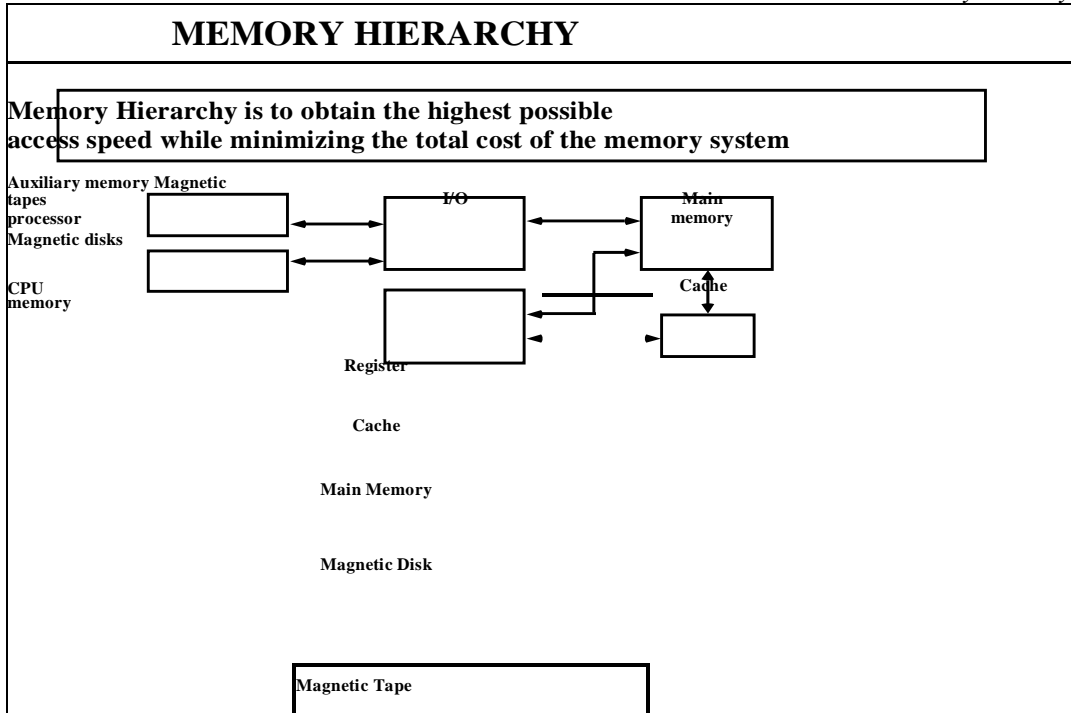 MEMORY HIERARCHY
Memory Hierarchy is to obtain the highest possible
access speed while minimizing the total cost of the memory system
Auxiliary memory Magnetic
tapes
processor
Magnetic disks
CPU
memory
I/O
Main
memory
Cache
Register
Cache
Main Memory
Magnetic Disk
Magnetic Tape